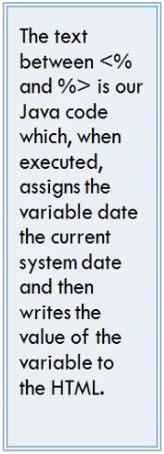 The text
between <%
and %> is our
Java code
which, when
executed,
assigns the
variable date
the current
system date
and then
writes the
value of the
variable to
the HTML.